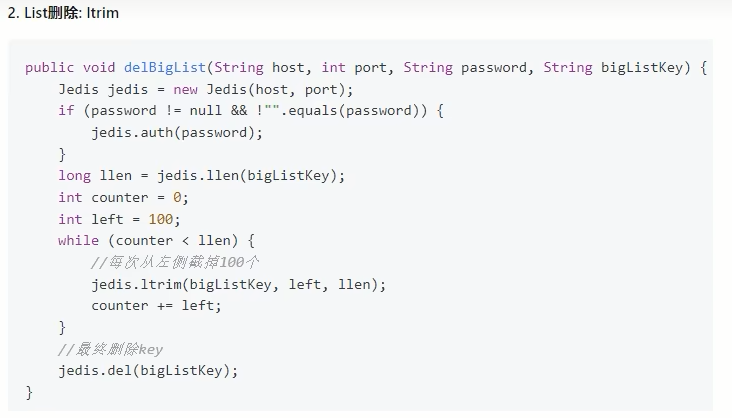 2. List删除: ltrim
public void delBigList(String host, int port, String password, String bigListKey) {
    Jedis jedis = new Jedis(host, port);
    if (password != null && !"".equals(password)) {
        jedis.auth(password);
    }
    long llen = jedis.llen(bigListKey);
    int counter = 0;
    int left = 100;
    while (counter < llen) {
        //每次从左侧截掉100个
        jedis.ltrim(bigListKey, left, llen);
        counter += left;
    }
    //最终删除key
    jedis.del(bigListKey);
}